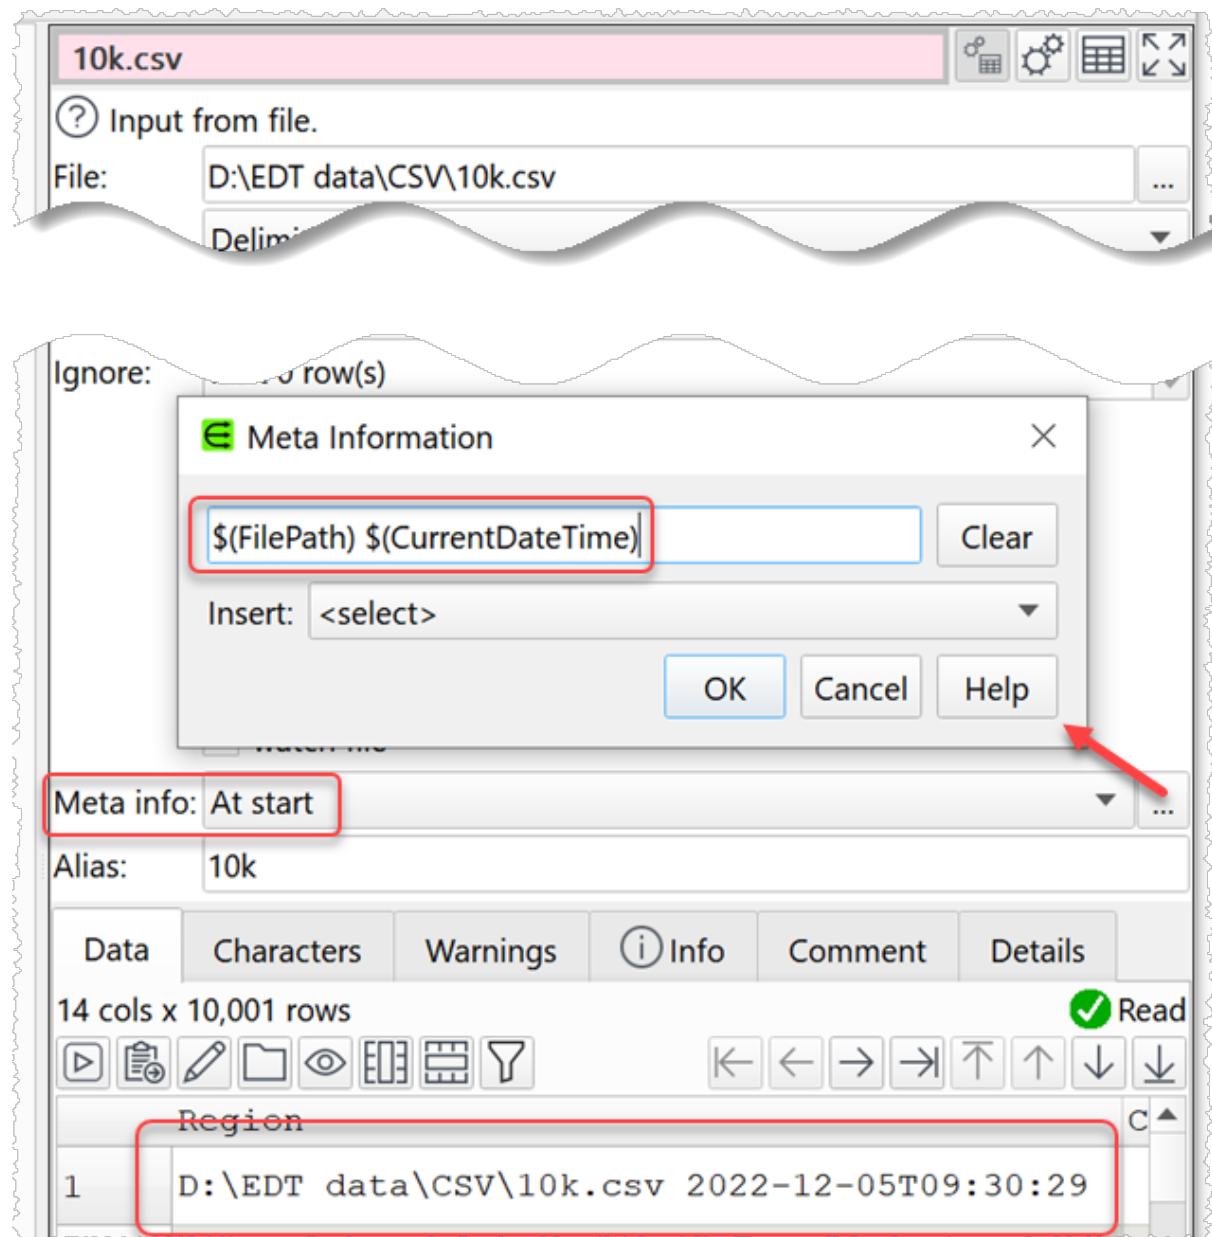 10k.csv
Input from file.
File: D:\EDT data\CSV\10k.csv ...
Ignore: row(s)
Meta Information
$(FilePath) $(CurrentDateTime) Clear
Insert: <select>
OK Cancel Help
Meta info: At start ...
Alias: 10k
Data Characters Warnings Info Comment Details
14 cols x 10,001 rows Read
Region C
1 D:\EDT data\CSV\10k.csv 2022-12-05T09:30:29